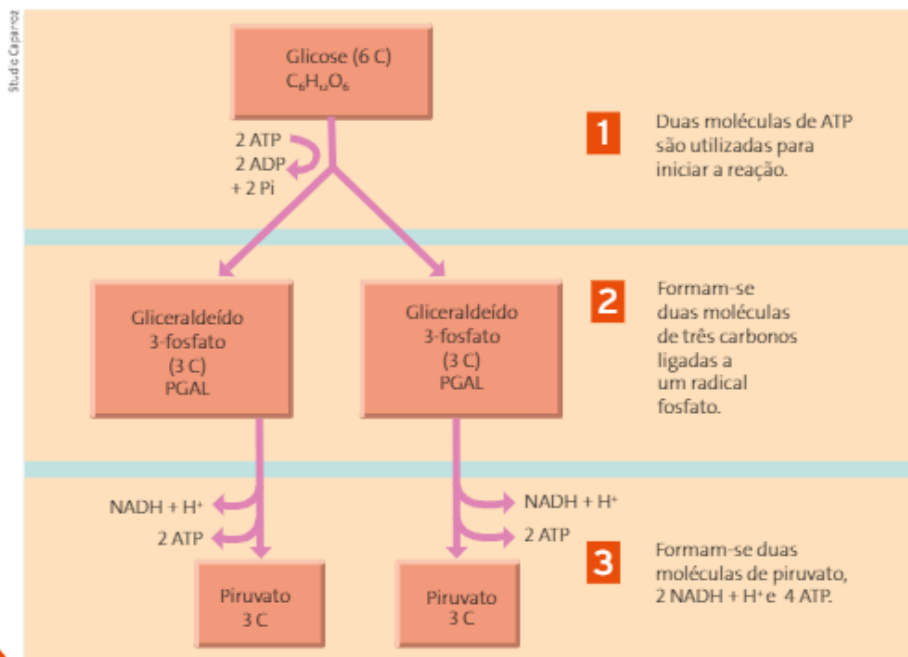 Studio Caparroz
Glicose (6 C)
C₆H₁₂O₆
2 ATP
2 ADP
+ 2 Pi
1
Duas moléculas de ATP
são utilizadas para
iniciar a reação.
Gliceraldeído
3-fosfato
(3 C)
PGAL
Gliceraldeído
3-fosfato
(3 C)
PGAL
2
Formam-se
duas moléculas
de três carbonos
ligadas a
um radical
fosfato.
NADH + H⁺
2 ATP
NADH + H⁺
2 ATP
Piruvato
3 C
Piruvato
3 C
3
Formam-se duas
moléculas de piruvato,
2 NADH + H⁺ e 4 ATP.